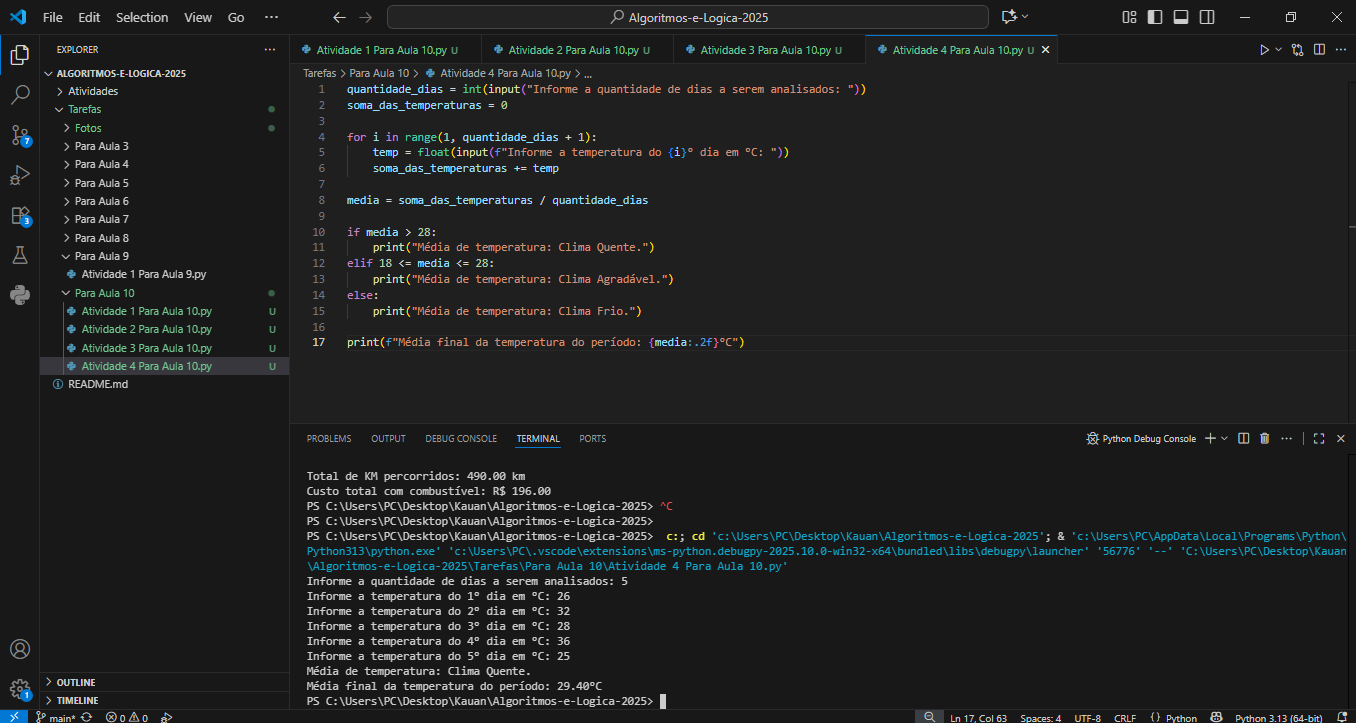 File Edit Selection View Go ··· Algoritmos-e-Logica-2025
EXPLORER ···
ALGORITMOS-E-LOGICA-2025
Atividades
Tarefas
Fotos
Para Aula 3
Para Aula 4
Para Aula 5
Para Aula 6
Para Aula 7
Para Aula 8
Para Aula 9
Atividade 1 Para Aula 9.py
Para Aula 10
Atividade 1 Para Aula 10.py U
Atividade 2 Para Aula 10.py U
Atividade 3 Para Aula 10.py U
Atividade 4 Para Aula 10.py U
README.md
OUTLINE
TIMELINE
7
3
1
Atividade 1 Para Aula 10.py U Atividade 2 Para Aula 10.py U Atividade 3 Para Aula 10.py U Atividade 4 Para Aula 10.py U
Tarefas > Para Aula 10 > Atividade 4 Para Aula 10.py > ...
1 quantidade_dias = int(input("Informe a quantidade de dias a serem analisados: "))
2 soma_das_temperaturas = 0
3
4 for i in range(1, quantidade_dias + 1):
5     temp = float(input(f"Informe a temperatura do {i}º dia em ºC: "))
6     soma_das_temperaturas += temp
7
8 media = soma_das_temperaturas / quantidade_dias
9
10 if media > 28:
11     print("Média de temperatura: Clima Quente.")
12 elif 18 <= media <= 28:
13     print("Média de temperatura: Clima Agradável.")
14 else:
15     print("Média de temperatura: Clima Frio.")
16
17 print(f"Média final da temperatura do período: {media:.2f}ºC")
PROBLEMS OUTPUT DEBUG CONSOLE TERMINAL PORTS Python Debug Console
Total de KM percorridos: 490.00 km
Custo total com combustível: R$ 196.00
PS C:\Users\PC\Desktop\Kauan\Algoritmos-e-Logica-2025> ^C
PS C:\Users\PC\Desktop\Kauan\Algoritmos-e-Logica-2025>
PS C:\Users\PC\Desktop\Kauan\Algoritmos-e-Logica-2025>  c:; cd 'c:\Users\PC\Desktop\Kauan\Algoritmos-e-Logica-2025'; & 'c:\Users\PC\AppData\Local\Programs\Python\
Python313\python.exe' 'c:\Users\PC\.vscode\extensions\ms-python.debugpy-2025.10.0-win32-x64\bundled\libs\debugpy\launcher' '56776' '--' 'C:\Users\PC\Desktop\Kauan
\Algoritmos-e-Logica-2025\Tarefas\Para Aula 10\Atividade 4 Para Aula 10.py'
Informe a quantidade de dias a serem analisados: 5
Informe a temperatura do 1º dia em ºC: 26
Informe a temperatura do 2º dia em ºC: 32
Informe a temperatura do 3º dia em ºC: 28
Informe a temperatura do 4º dia em ºC: 36
Informe a temperatura do 5º dia em ºC: 25
Média de temperatura: Clima Quente.
Média final da temperatura do período: 29.40ºC
PS C:\Users\PC\Desktop\Kauan\Algoritmos-e-Logica-2025>
main* 0 0 Ln 17, Col 63 Spaces: 4 UTF-8 CRLF {} Python Python 3.13 (64-bit)